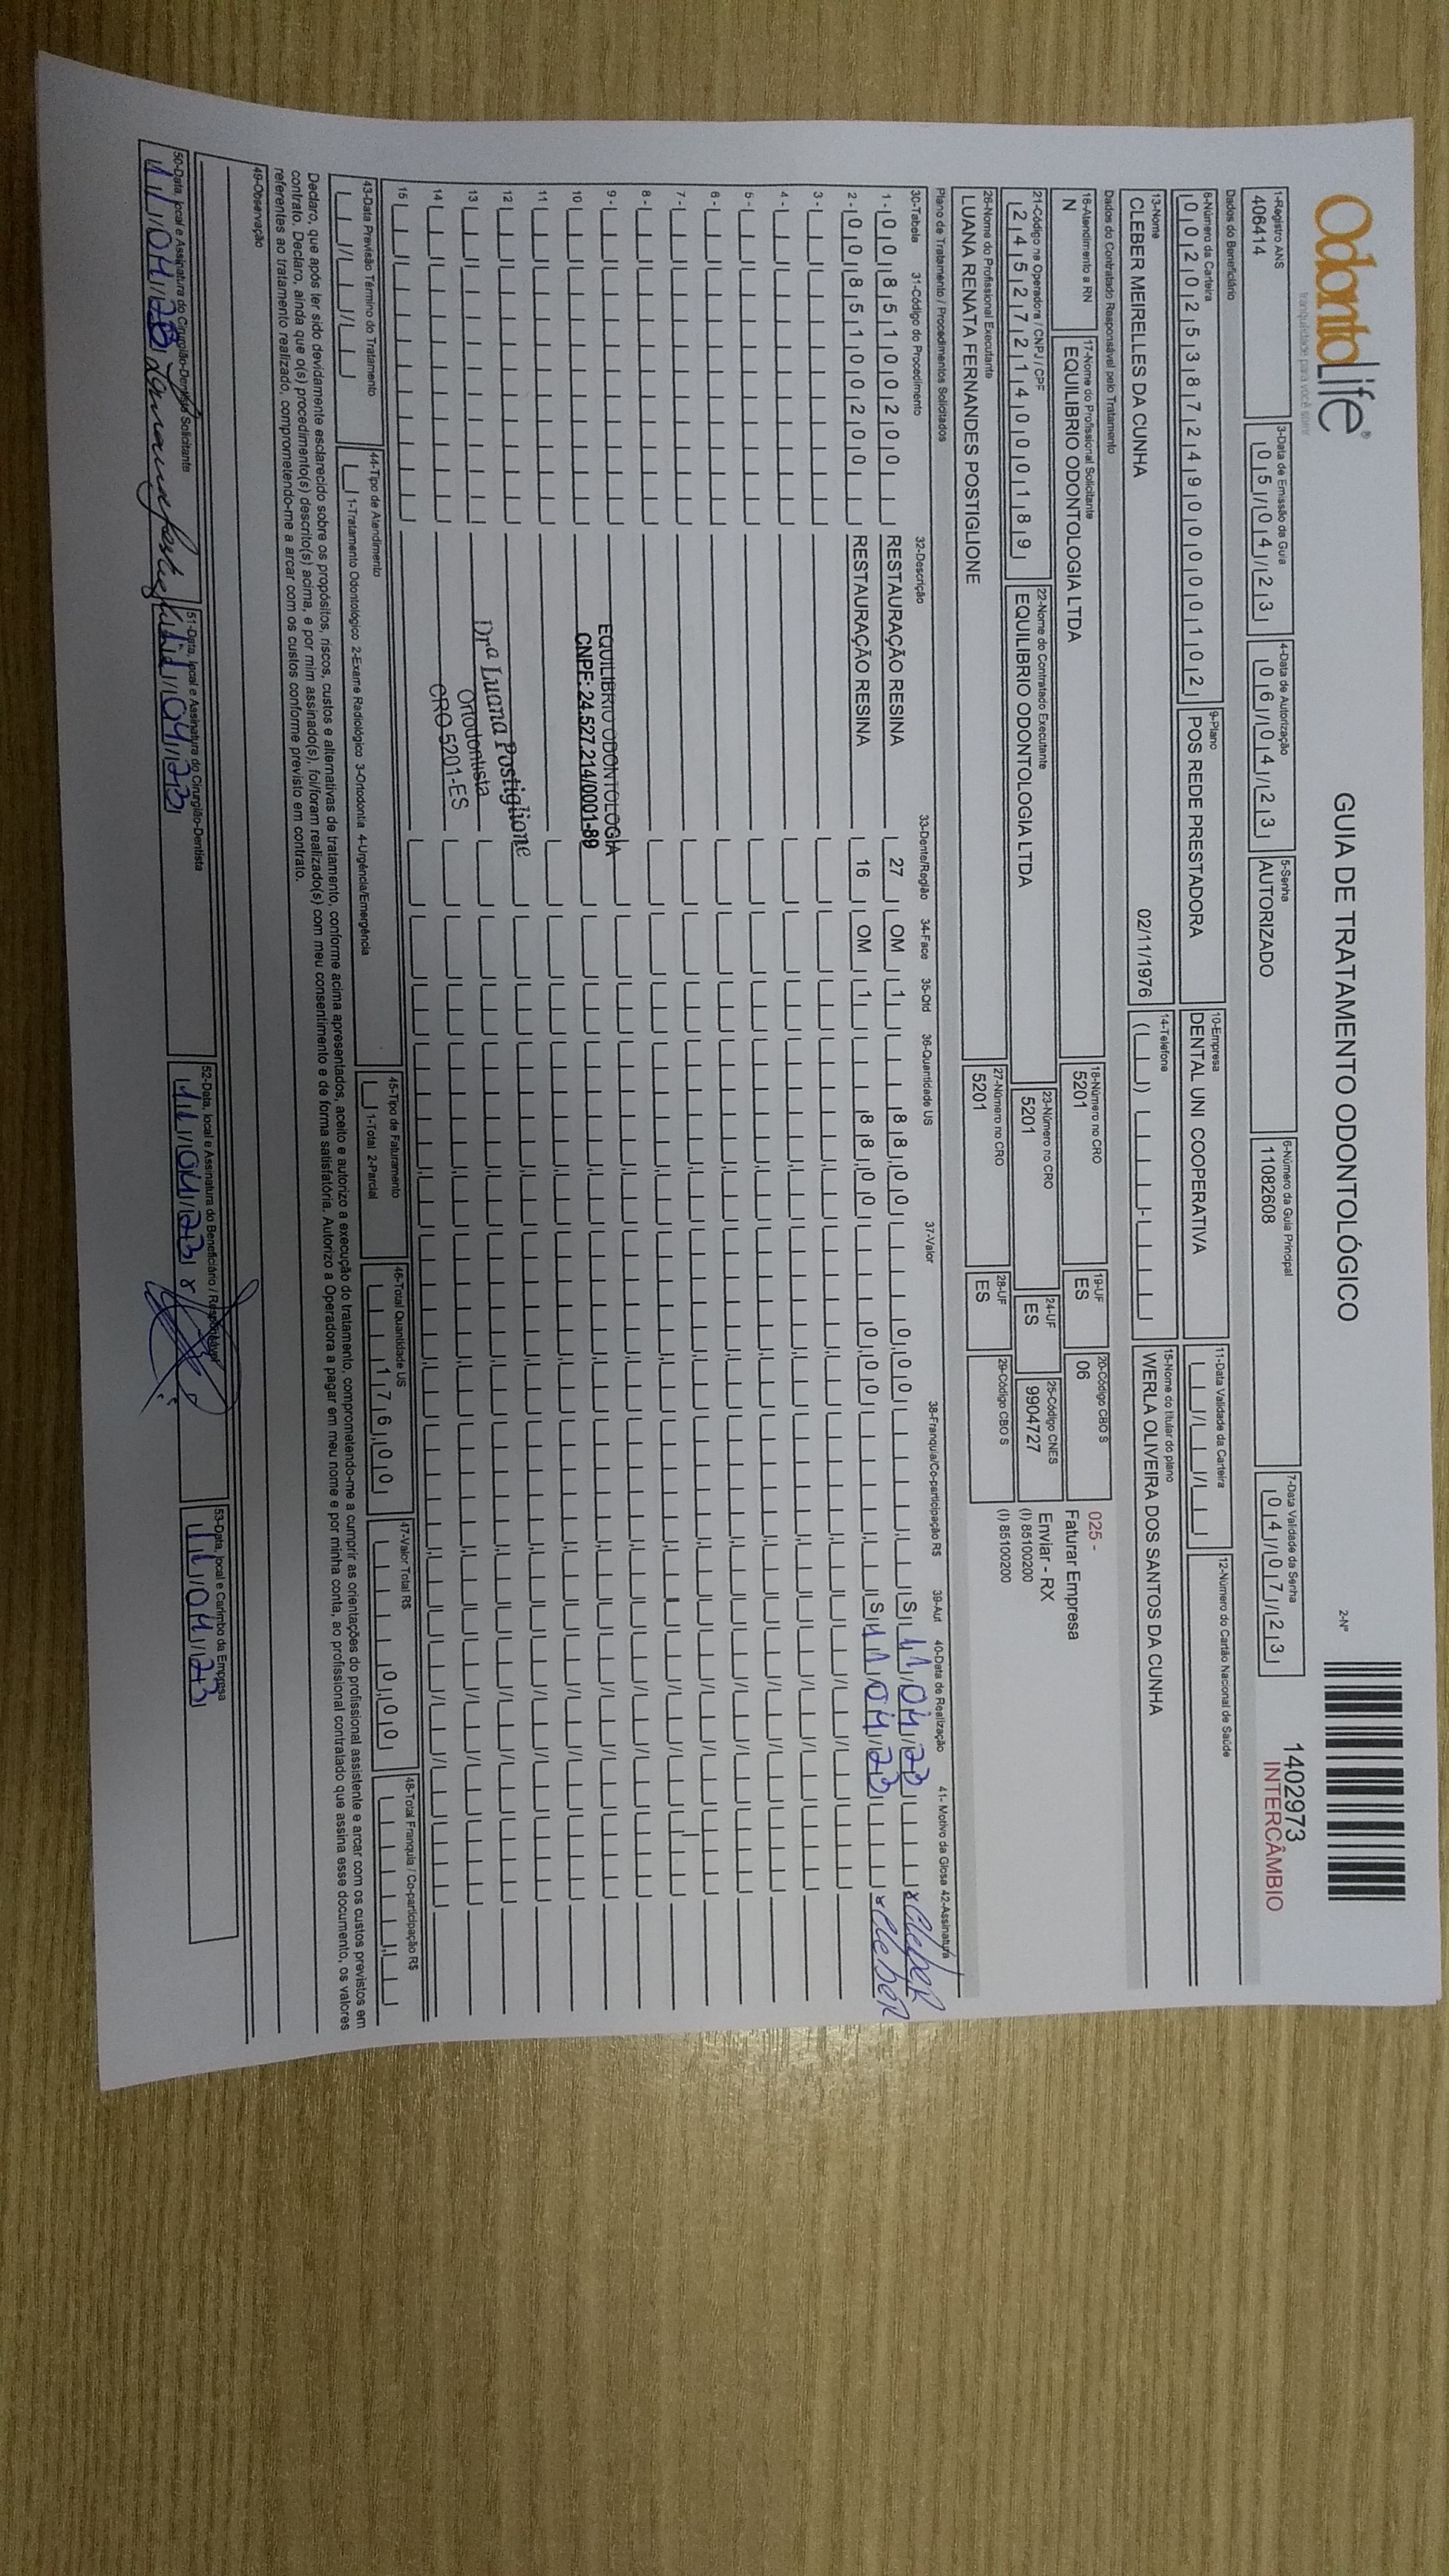 OdontoLife®
tranquilidade para você sorrir
GUIA DE TRATAMENTO ODONTOLÓGICO
2-Nº
1402973
INTERCÂMBIO
1-Registro ANS 3-Data de Emissão da Guia 4-Data de Autorização 5-Senha 6-Número da Guia Principal 7-Data Validade da Senha
406414 05/04/23 06/04/23 AUTORIZADO 11082608 04/07/23
Dados do Beneficiário
8-Número da Carteira 9-Plano 10-Empresa 11-Data Validade da Carteira 12-Número do Cartão Nacional de Saúde
00202538724900000102 POS REDE PRESTADORA DENTAL UNI COOPERATIVA
13-Nome 14-Telefone 15-Nome do titular do plano
CLEBER MEIRELLES DA CUNHA 02/11/1976 WERLA OLIVEIRA DOS SANTOS DA CUNHA
Dados do Contratado Responsável pelo Tratamento
16-Atendimento a RN 17-Nome do Profissional Solicitante 18-Número no CRO 19-UF 20-Código CBO S
N EQUILIBRIO ODONTOLOGIA LTDA 5201 ES 06
025 -
Faturar Empresa
21-Código na Operadora / CNPJ / CPF 22-Nome do Contratado Executante 23-Número no CRO 24-UF 25-Código CNES
24527214000189 EQUILIBRIO ODONTOLOGIA LTDA 5201 ES 9904727
Enviar - RX
(I) 85100200
26-Nome do Profissional Executante 27-Número no CRO 28-UF 29-Código CBO S
LUANA RENATA FERNANDES POSTIGLIONE 5201 ES
(I) 85100200
Plano de Tratamento / Procedimentos Solicitados
30-Tabela 31-Código do Procedimento 32-Descrição 33-Dente/Região 34-Face 35-Qtd 36-Quantidade US 37-Valor 38-Franquia/Co-participação R$ 39-Aut 40-Data de Realização 41- Motivo da Glosa 42-Assinatura
1 - 00 85100200 RESTAURAÇÃO RESINA 27 OM 1 88,00 0,00 S 11/04/23 x Cleber
2 - 00 85100200 RESTAURAÇÃO RESINA 16 OM 1 88,00 0,00 S 11/04/23 x Cleber
3 -
4 -
5 -
6 -
7 -
8 -
9 -
EQUILIBRIO ODONTOLOGIA
10
CNPE: 24.527.214/0001-89
11
12
Dra Luana Postiglione
13
Ortodontista
14
CRO 5201-ES
15
43-Data Previsão Término do Tratamento 44-Tipo de Atendimento 45-Tipo de Faturamento 46-Total Quantidade US 47-Valor Total R$ 48-Total Franquia / Co-participação R$
1-Tratamento Odontológico 2-Exame Radiológico 3-Ortodontia 4-Urgência/Emergência 1-Total 2-Parcial 176,00 0,00
Declaro, que após ter sido devidamente esclarecido sobre os propósitos, riscos, custos e alternativas de tratamento, conforme acima apresentados, aceito e autorizo a execução do tratamento, comprometendo-me a cumprir as orientações do profissional assistente e arcar com os custos previstos em
contrato. Declaro, ainda que o(s) procedimento(s) descrito(s) acima, e por mim assinado(s), foi/foram realizado(s) com meu consentimento e de forma satisfatória. Autorizo a Operadora a pagar em meu nome e por minha conta, ao profissional contratado que assina esse documento, os valores
referentes ao tratamento realizado, comprometendo-me a arcar com os custos conforme previsto em contrato.
49-Observação
50-Data, local e Assinatura do Cirurgião-Dentista Solicitante 51-Data, local e Assinatura do Cirurgião-Dentista 52-Data, local e Assinatura do Beneficiário / Responsável 53-Data, local e Carimbo da Empresa
11/04/23 11/04/23 11/04/23 x 11/04/23